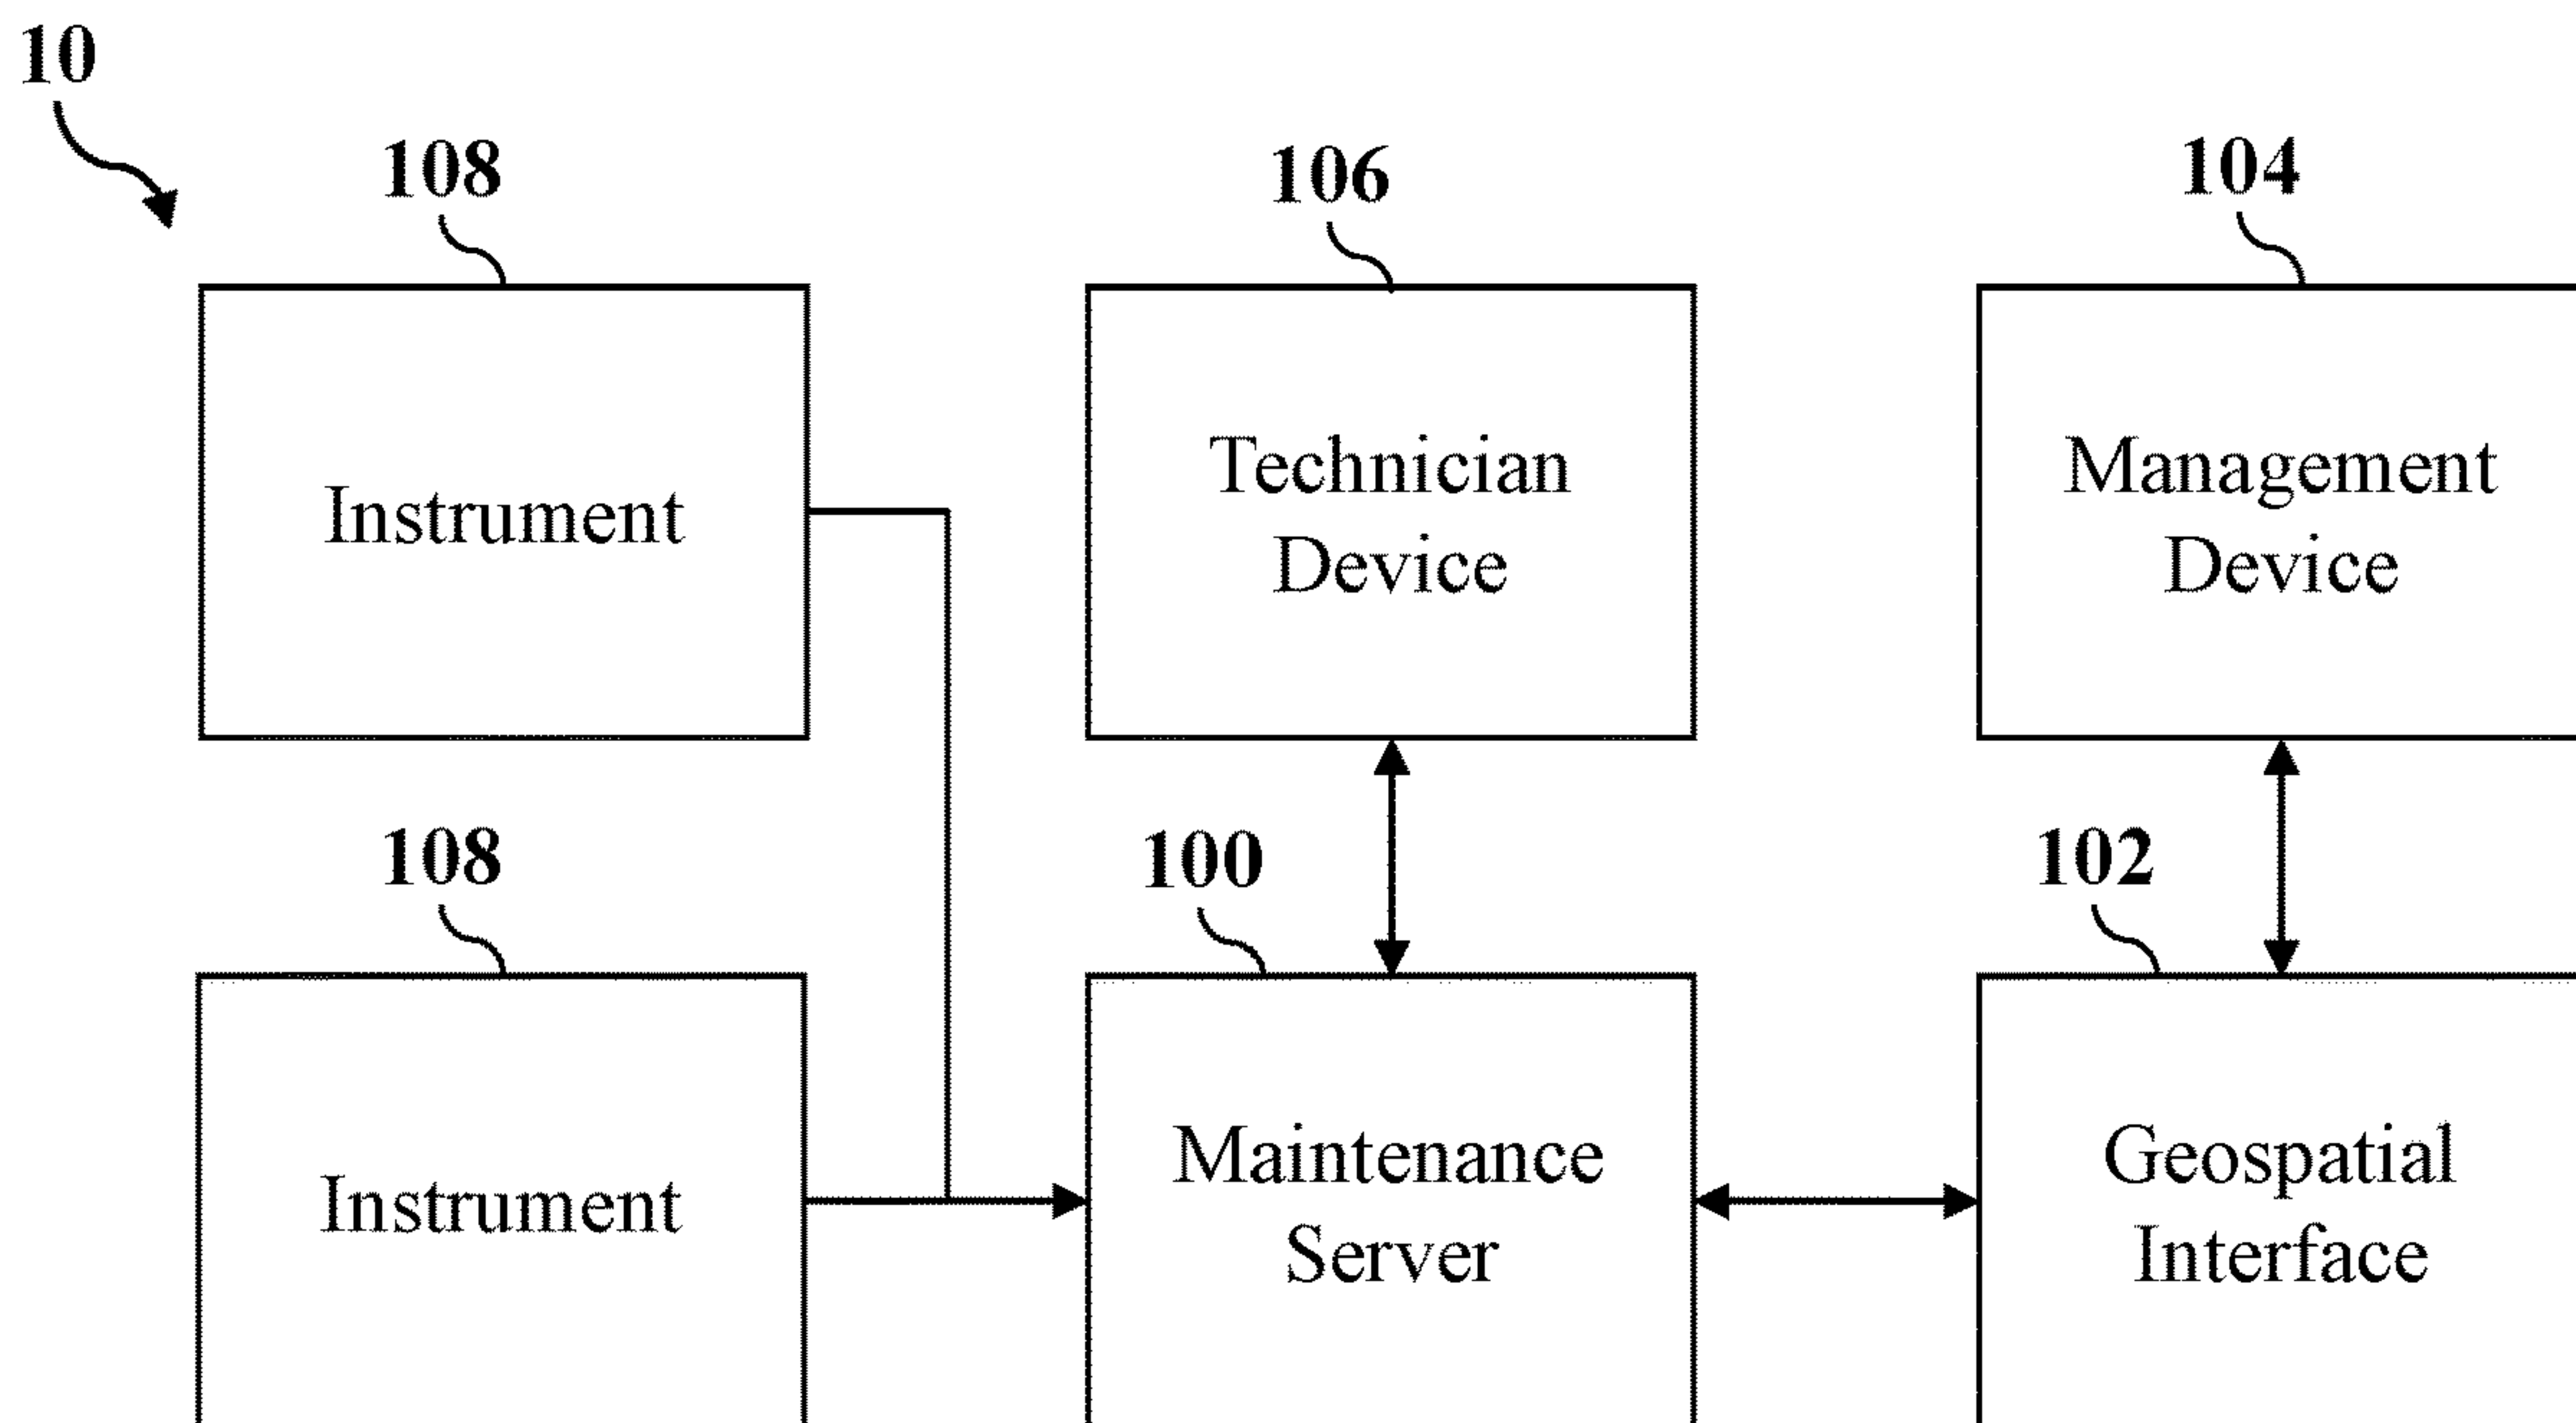 10
108
106
104
Instrument
Technician
Device
Management
Device
108
100
102
Instrument
Maintenance
Server
Geospatial
Interface